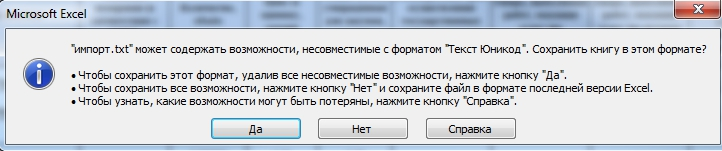 Microsoft Excel
"импорт.txt" может содержать возможности, несовместимые с форматом "Текст Юникод". Сохранить книгу в этом формате?
• Чтобы сохранить этот формат, удалив все несовместимые возможности, нажмите кнопку "Да".
• Чтобы сохранить все возможности, нажмите кнопку "Нет" и сохраните файл в формате последней версии Excel.
• Чтобы узнать, какие возможности могут быть потеряны, нажмите кнопку "Справка".
Да
Нет
Справка